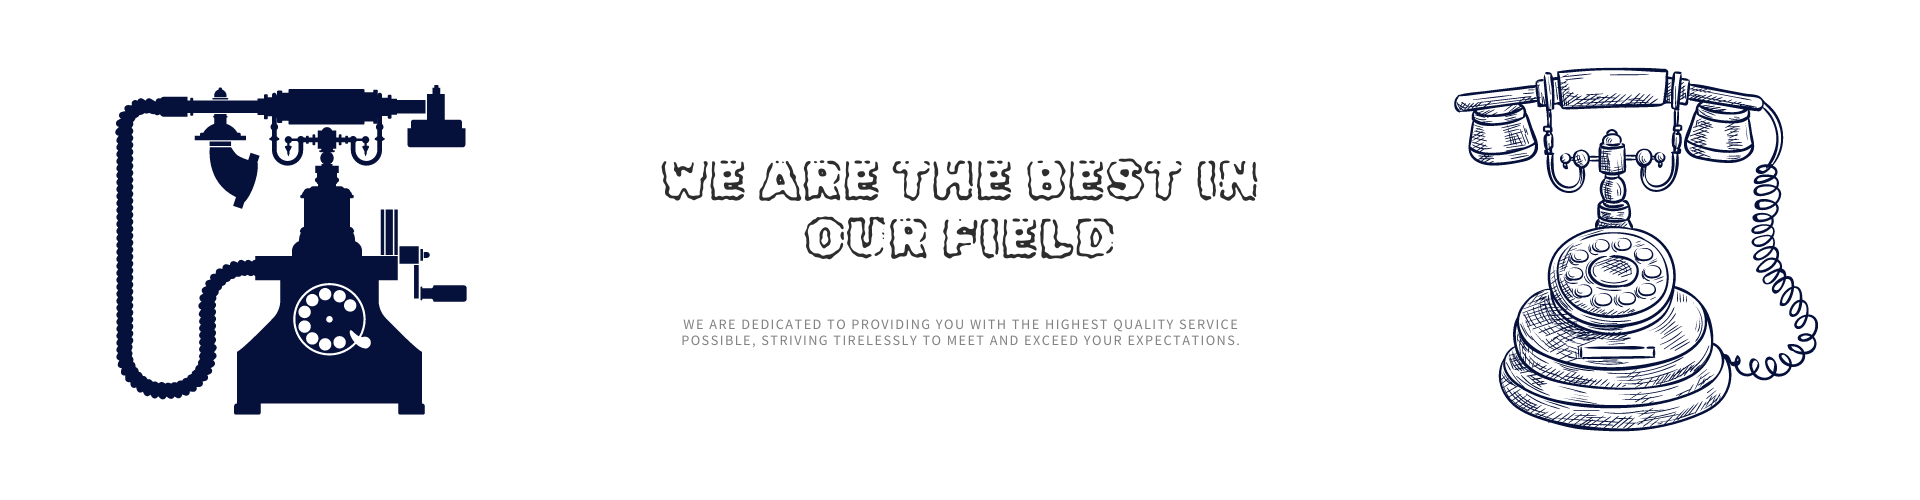 WE ARE THE BEST IN
OUR FIELD
WE ARE DEDICATED TO PROVIDING YOU WITH THE HIGHEST QUALITY SERVICE
POSSIBLE, STRIVING TIRELESSLY TO MEET AND EXCEED YOUR EXPECTATIONS.